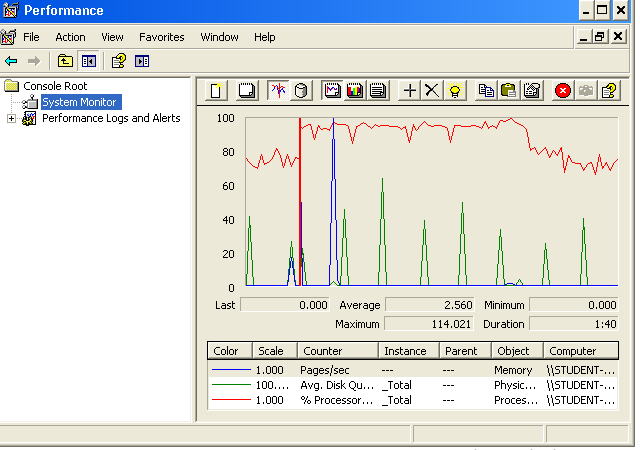 Performance
File Action View Favorites Window Help
Console Root
System Monitor
Performance Logs and Alerts
100
80
60
40
20
0
Last 0.000 Average 2.560 Minimum 0.000
Maximum 114.021 Duration 1:40
Color Scale Counter Instance Parent Object Computer
1.000 Pages/sec --- --- Memory \\STUDENT-...
100.... Avg. Disk Qu... _Total --- Physic... \\STUDENT-...
1.000 % Processor... _Total --- Proces... \\STUDENT-...